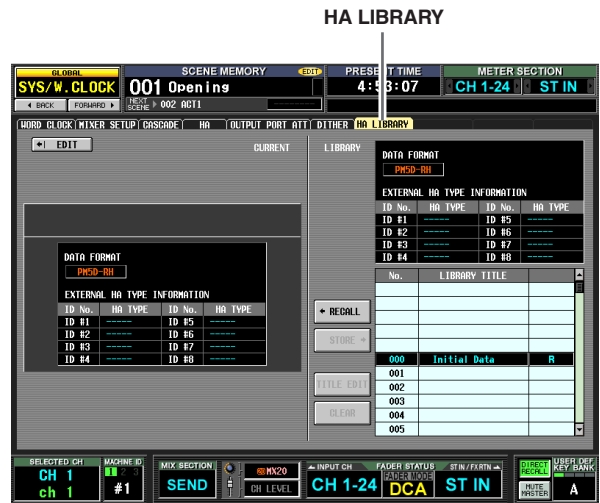 HA LIBRARY
GLOBAL
SYS/W.CLOCK
BACK FORWARD
SCENE MEMORY EDIT
001 Opening
NEXT SCENE 002 ACT1
PRESENT TIME
4:53:07
METER SECTION
CH 1-24 ST IN
WORD CLOCK MIXER SETUP CASCADE HA OUTPUT PORT ATT DITHER HA LIBRARY
EDIT CURRENT
DATA FORMAT
PM5D-RH
EXTERNAL HA TYPE INFORMATION
ID No. HA TYPE ID No. HA TYPE
ID #1 ----- ID #5 -----
ID #2 ----- ID #6 -----
ID #3 ----- ID #7 -----
ID #4 ----- ID #8 -----
LIBRARY
DATA FORMAT
PM5D-RH
EXTERNAL HA TYPE INFORMATION
ID No. HA TYPE ID No. HA TYPE
ID #1 ----- ID #5 -----
ID #2 ----- ID #6 -----
ID #3 ----- ID #7 -----
ID #4 ----- ID #8 -----
RECALL
STORE
TITLE EDIT
CLEAR
No. LIBRARY TITLE
000 Initial Data R
001
002
003
004
005
SELECTED CH
CH 1
ch 1
MACHINE ID
1 2 3
#1
MIX SECTION
SEND
MX20
CH LEVEL
INPUT CH FADER STATUS ST IN / FXRTN
CH 1-24
FADER MODE
DCA
ST IN
DIRECT RECALL
MUTE MASTER
USER DEF KEY BANK
A